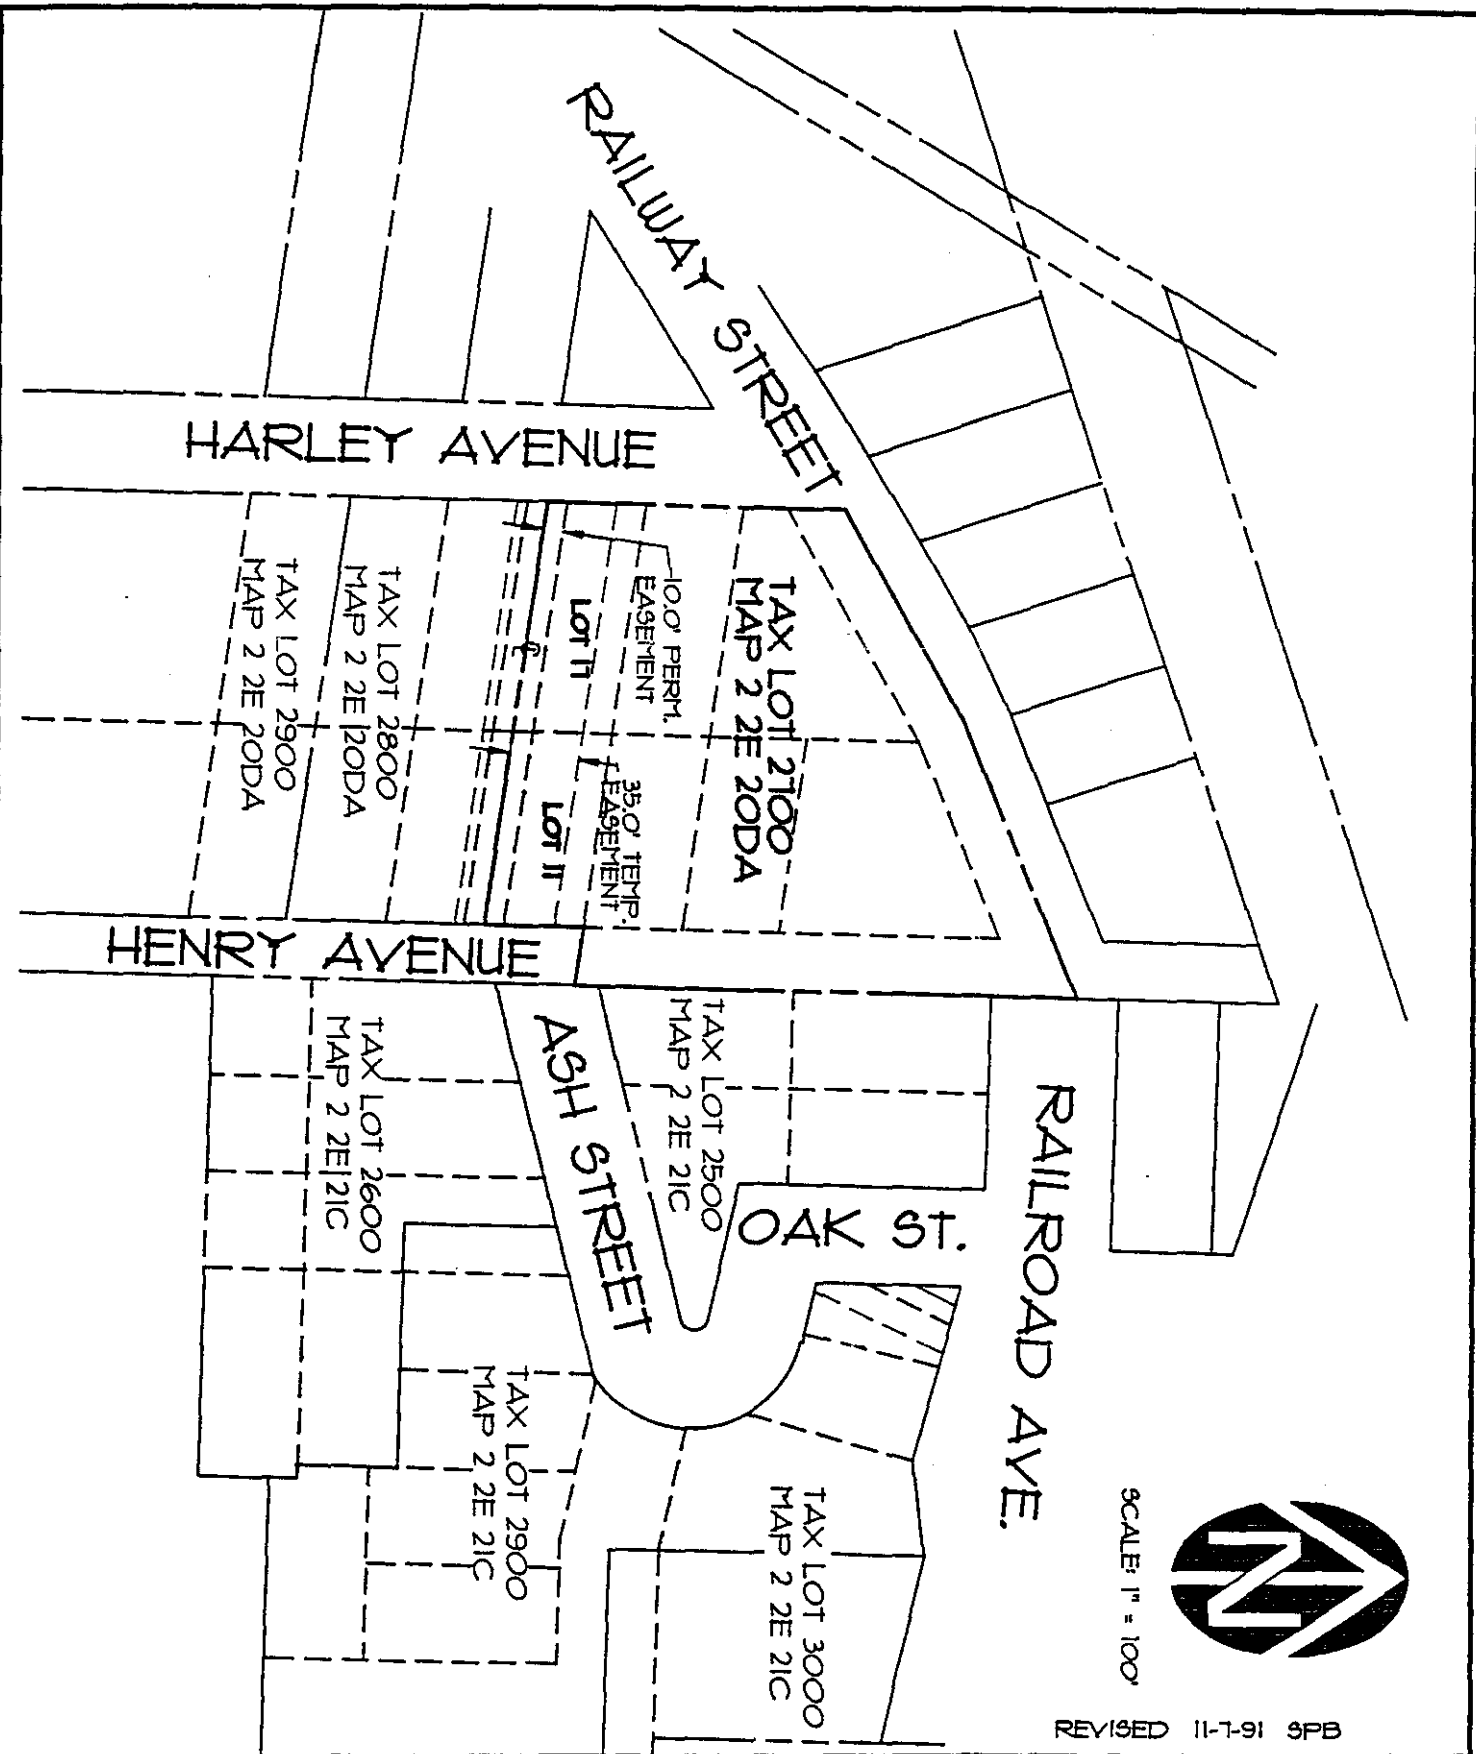 RAILWAY STREET
HARLEY AVENUE
10.0' PERM.
EASEMENT
TAX LOT 2700
MAP 2 2E 20DA
LOT 17
℄
TAX LOT 2800
MAP 2 2E 20DA
TAX LOT 2900
MAP 2 2E 20DA
35.0' TEMP.
EASEMENT
LOT 11
HENRY AVENUE
TAX LOT 2500
MAP 2 2E 21C
ASH STREET
TAX LOT 2600
MAP 2 2E 21C
OAK ST.
RAILROAD AVE.
TAX LOT 2900
MAP 2 2E 21C
TAX LOT 3000
MAP 2 2E 21C
N
SCALE: 1" = 100'
REVISED 11-7-91 SPB